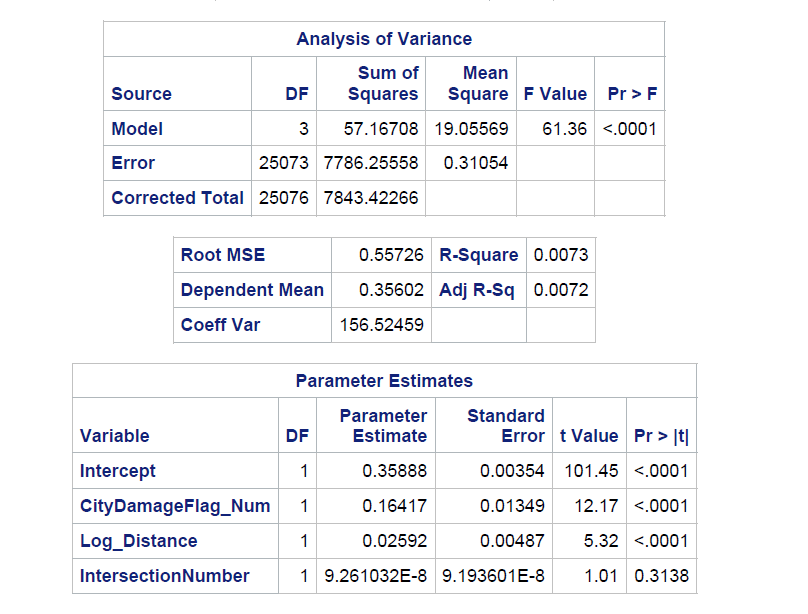 Analysis of Variance
Source DF Sum of Squares Mean Square F Value Pr > F
Model 3 57.16708 19.05569 61.36 <.0001
Error 25073 7786.25558 0.31054
Corrected Total 25076 7843.42266
Root MSE 0.55726 R-Square 0.0073
Dependent Mean 0.35602 Adj R-Sq 0.0072
Coeff Var 156.52459
Parameter Estimates
Variable DF Parameter Estimate Standard Error t Value Pr > |t|
Intercept 1 0.35888 0.00354 101.45 <.0001
CityDamageFlag_Num 1 0.16417 0.01349 12.17 <.0001
Log_Distance 1 0.02592 0.00487 5.32 <.0001
IntersectionNumber 1 9.261032E-8 9.193601E-8 1.01 0.3138